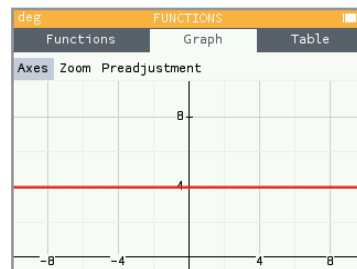 deg FUNCTIONS
Functions Graph Table
Axes Zoom Preadjustment
8
4
-8 -4 4 8